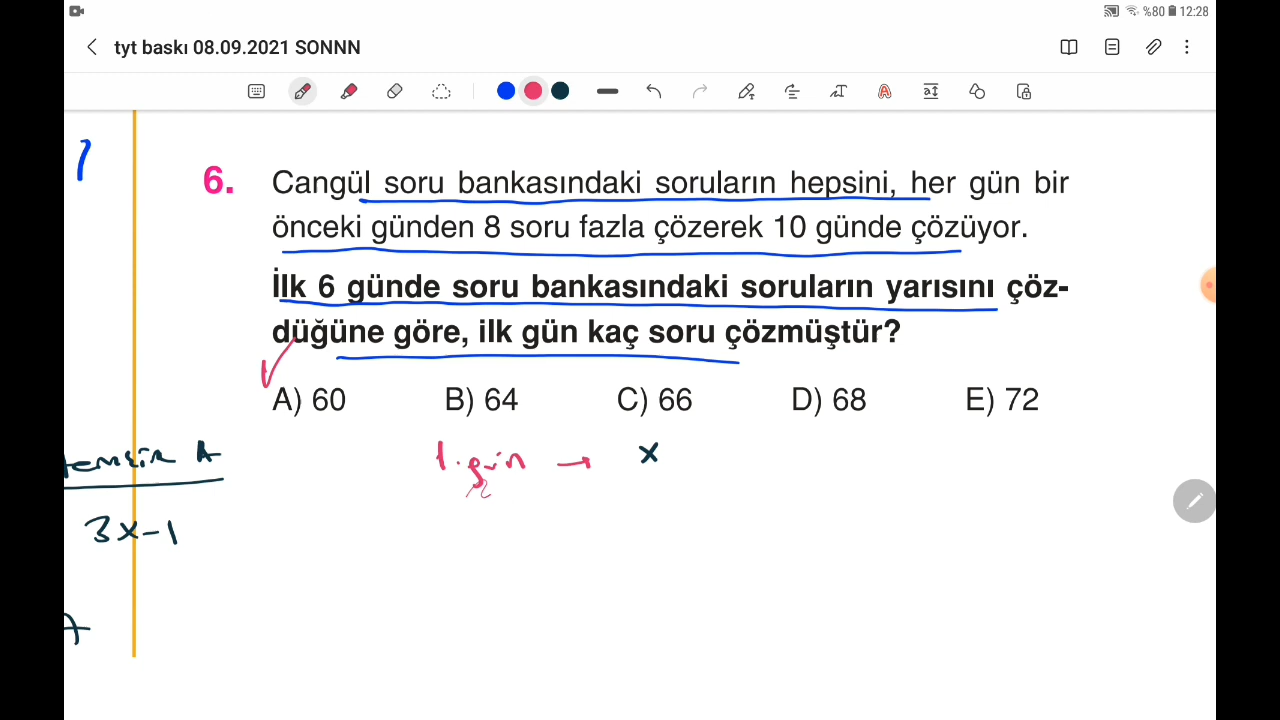 %80 12:28
tyt baskı 08.09.2021 SONNN
6. Cangül soru bankasındaki soruların hepsini, her gün bir
önceki günden 8 soru fazla çözerek 10 günde çözüyor.
İlk 6 günde soru bankasındaki soruların yarısını çöz-
düğüne göre, ilk gün kaç soru çözmüştür?
A) 60 B) 64 C) 66 D) 68 E) 72
1. gün → x
3x-1